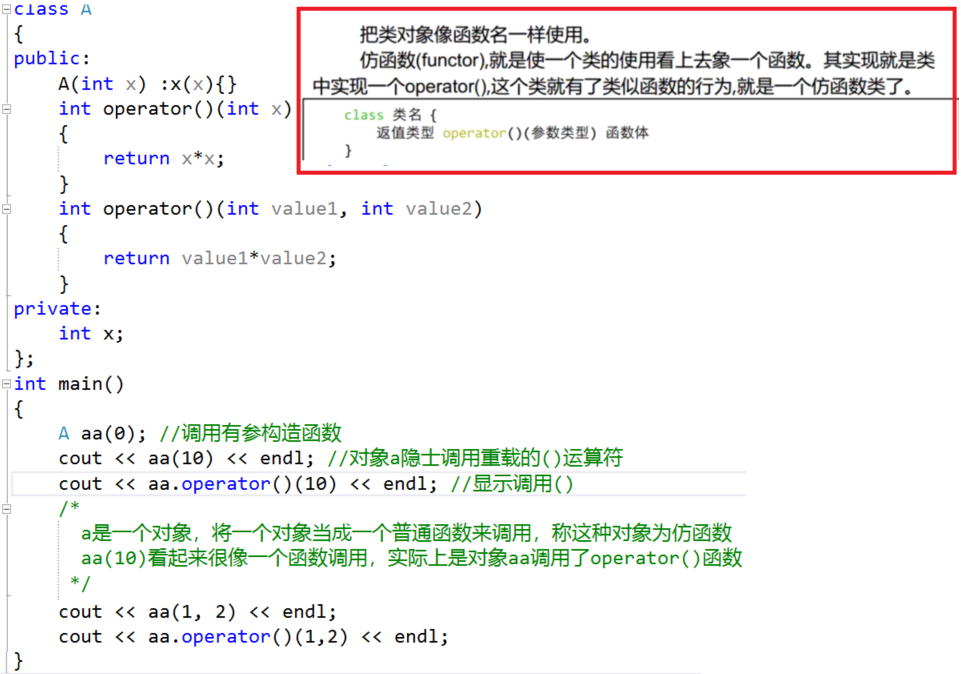 class A
{
public:
    A(int x) :x(x){}
    int operator()(int x)
    {
        return x*x;
    }
    int operator()(int value1, int value2)
    {
        return value1*value2;
    }
private:
    int x;
};
int main()
{
    A aa(0); //调用有参构造函数
    cout << aa(10) << endl; //对象a隐士调用重载的()运算符
    cout << aa.operator()(10) << endl; //显示调用()
    /*
      a是一个对象，将一个对象当成一个普通函数来调用，称这种对象为仿函数
      aa(10)看起来很像一个函数调用，实际上是对象aa调用了operator()函数
     */
    cout << aa(1, 2) << endl;
    cout << aa.operator()(1,2) << endl;
}
把类对象像函数名一样使用。
仿函数(functor),就是使一个类的使用看上去象一个函数。其实现就是类
中实现一个operator(),这个类就有了类似函数的行为,就是一个仿函数类了。
class 类名 {
    返值类型 operator()(参数类型) 函数体
}